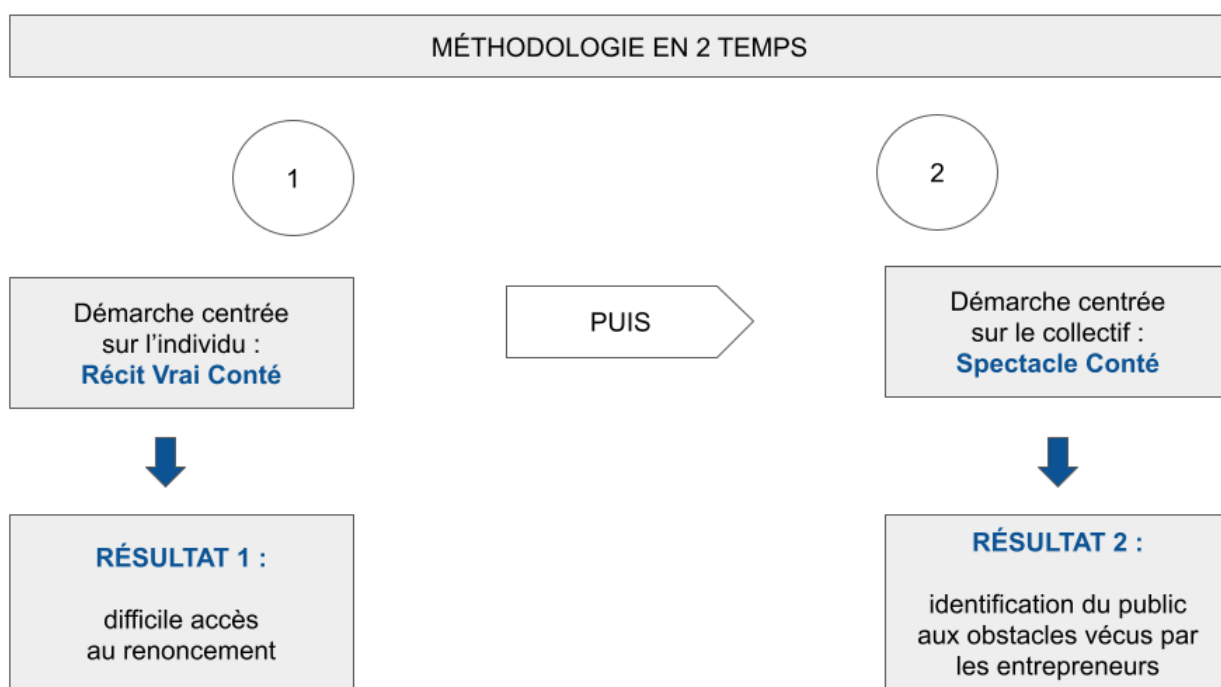 MÉTHODOLOGIE EN 2 TEMPS
1
2
Démarche centrée
sur l'individu :
Récit Vrai Conté
PUIS
Démarche centrée
sur le collectif :
Spectacle Conté
RÉSULTAT 1 :
difficile accès
au renoncement
RÉSULTAT 2 :
identification du public
aux obstacles vécus par
les entrepreneurs